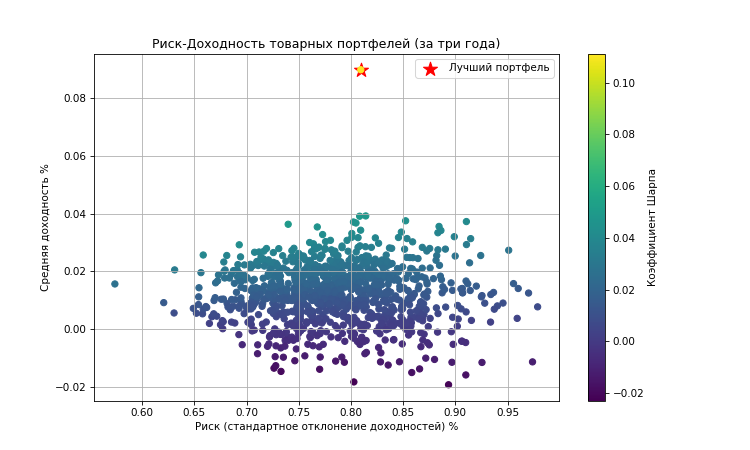 Риск-Доходность товарных портфелей (за три года)
Лучший портфель
Средняя доходность %
0.08
0.06
0.04
0.02
0.00
−0.02
0.60 0.65 0.70 0.75 0.80 0.85 0.90 0.95
Риск (стандартное отклонение доходностей) %
0.10
0.08
0.06
0.04
0.02
0.00
−0.02
Коэффициент Шарпа